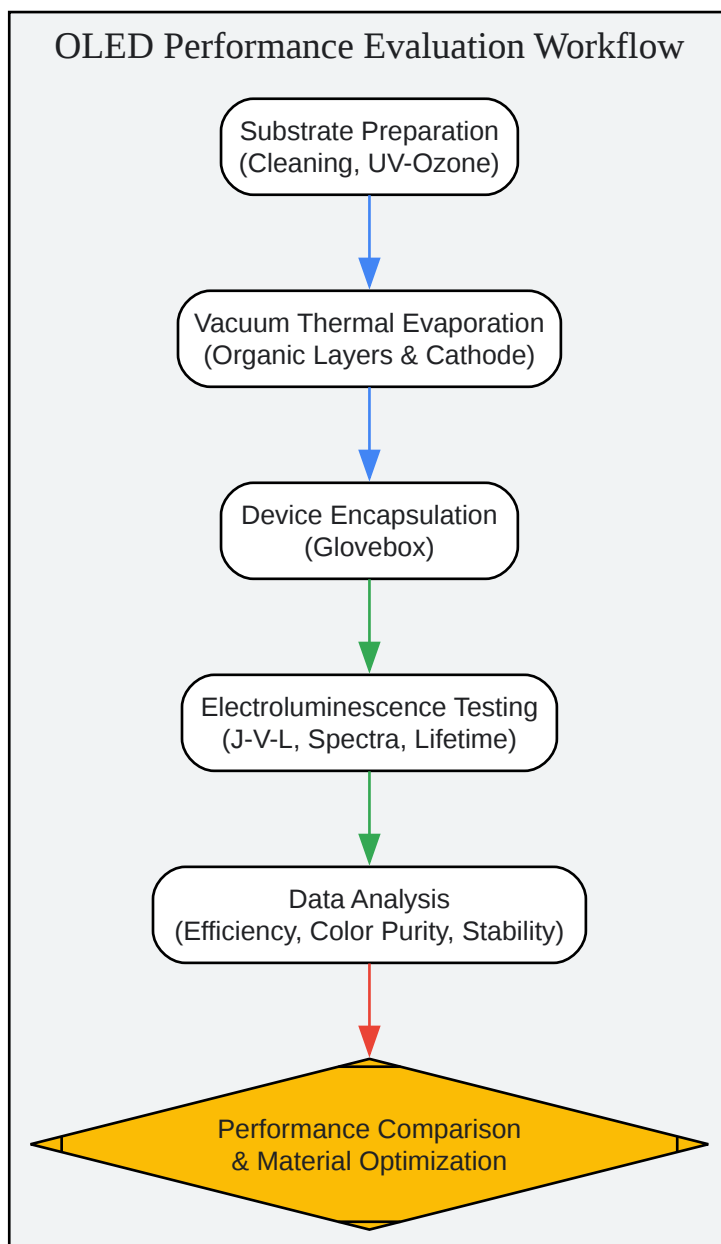 OLED Performance Evaluation Workflow
Substrate Preparation
(Cleaning, UV-Ozone)
Vacuum Thermal Evaporation
(Organic Layers & Cathode)
Device Encapsulation
(Glovebox)
Electroluminescence Testing
(J-V-L, Spectra, Lifetime)
Data Analysis
(Efficiency, Color Purity, Stability)
Performance Comparison
& Material Optimization